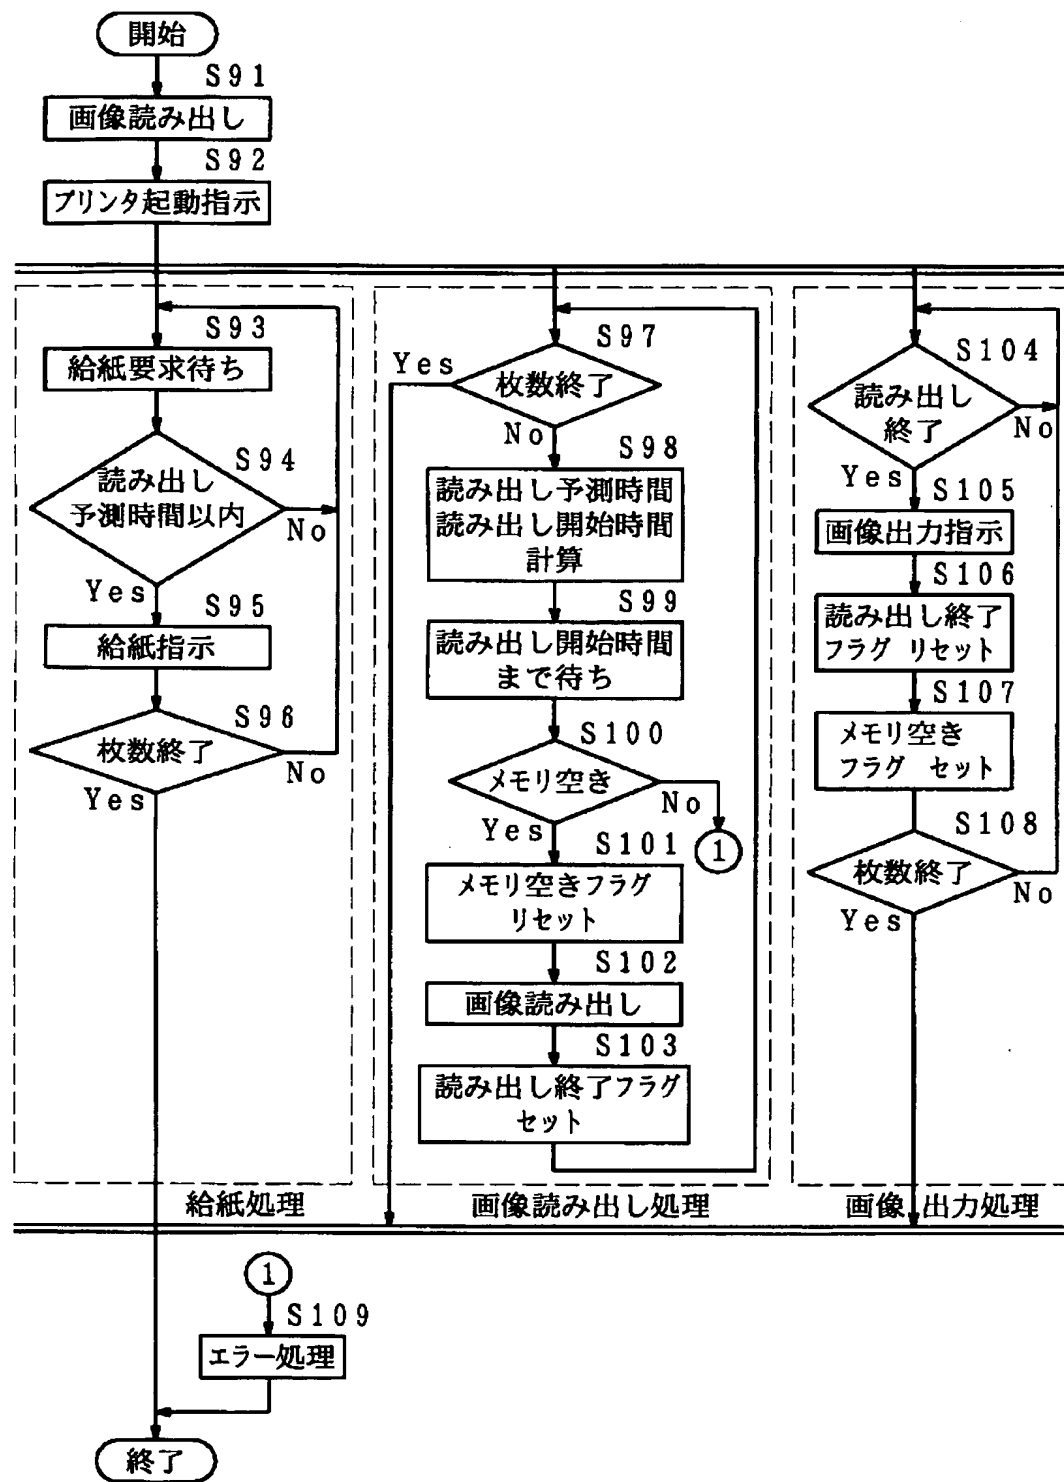 開始
S91
画像読み出し
S92
プリンタ起動指示
S93
給紙要求待ち
S94
読み出し
予測時間以内
No
Yes
S95
給紙指示
S96
枚数終了
No
Yes
給紙処理
S97
枚数終了
Yes
No
S98
読み出し予測時間
読み出し開始時間
計算
S99
読み出し開始時間
まで待ち
S100
メモリ空き
No
①
Yes
S101
メモリ空きフラグ
リセット
S102
画像読み出し
S103
読み出し終了フラグ
セット
画像読み出し処理
S104
読み出し
終了
No
Yes
S105
画像出力指示
S106
読み出し終了
フラグ リセット
S107
メモリ空き
フラグ セット
S108
枚数終了
No
Yes
画像出力処理
①
S109
エラー処理
終了